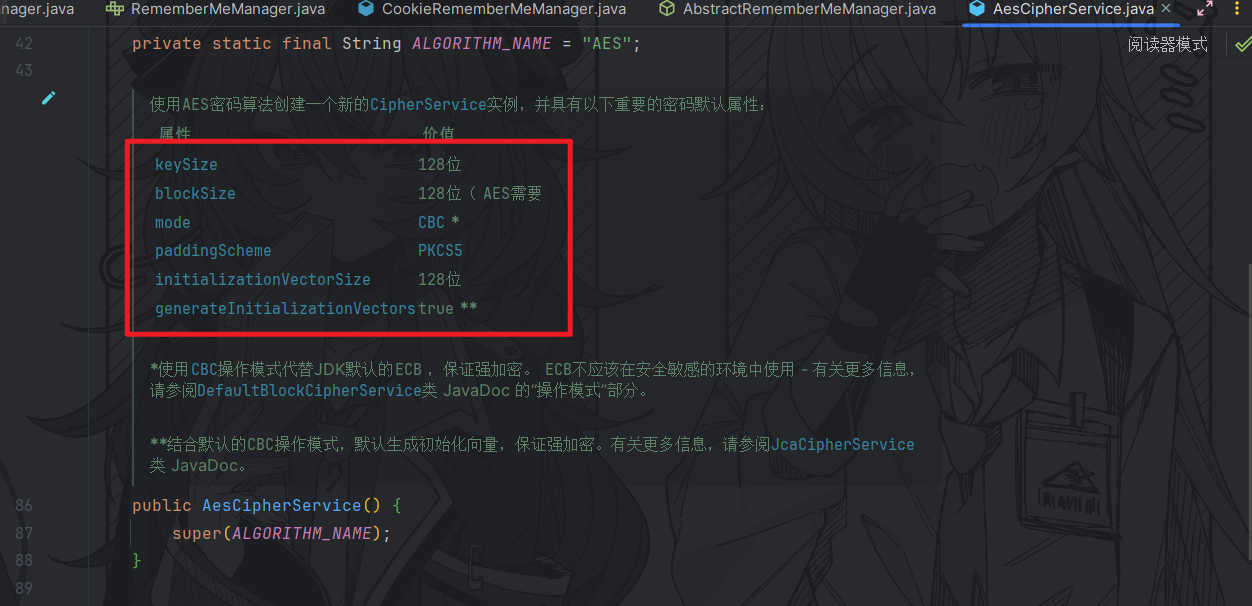 nager.java RememberMeManager.java CookieRememberMeManager.java AbstractRememberMeManager.java AesCipherService.java
42 private static final String ALGORITHM_NAME = "AES"; 阅读器模式
43
使用AES密码算法创建一个新的CipherService实例，并具有以下重要的密码默认属性：
属性 价值
keySize 128位
blockSize 128位（ AES需要
mode CBC *
paddingScheme PKCS5
initializationVectorSize 128位
generateInitializationVectors true **
*使用CBC操作模式代替JDK默认的ECB ，保证强加密。 ECB不应该在安全敏感的环境中使用 - 有关更多信息，
请参阅DefaultBlockCipherService类 JavaDoc 的“操作模式”部分。
**结合默认的CBC操作模式，默认生成初始化向量，保证强加密。有关更多信息，请参阅JcaCipherService
类 JavaDoc。
86 public AesCipherService() {
87 super(ALGORITHM_NAME);
88 }
89